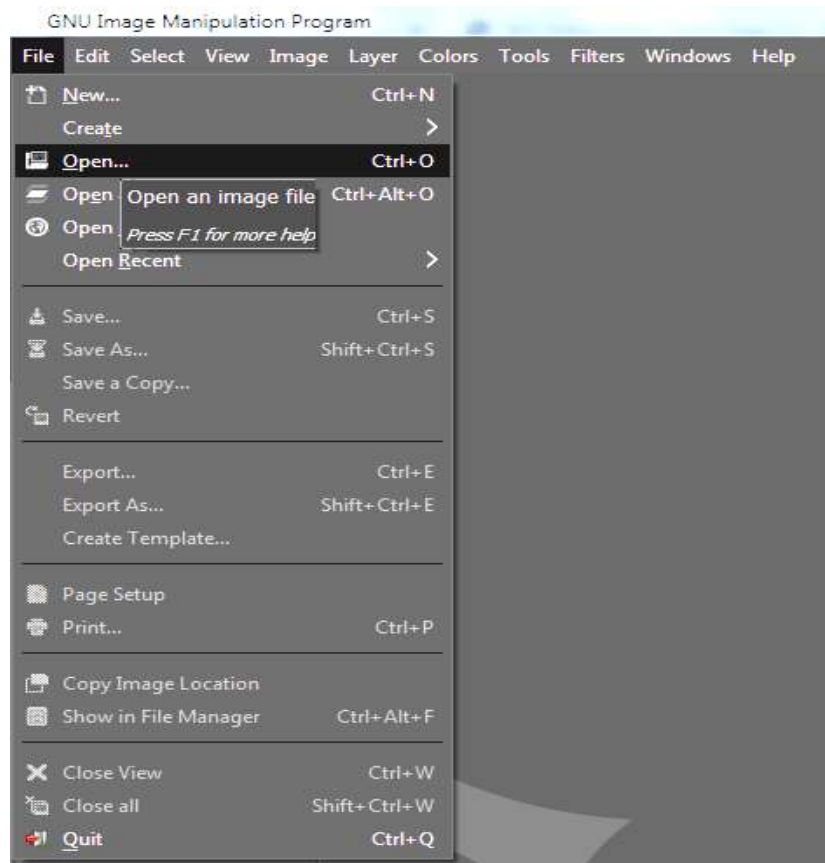 GNU Image Manipulation Program
File Edit Select View Image Layer Colors Tools Filters Windows Help
New... Ctrl+N
Create
Open... Ctrl+O
Open Ctrl+Alt+O
Open an image file
Open
Press F1 for more help
Open Recent
Save... Ctrl+S
Save As... Shift+Ctrl+S
Save a Copy...
Revert
Export... Ctrl+E
Export As... Shift+Ctrl+E
Create Template...
Page Setup
Print... Ctrl+P
Copy Image Location
Show in File Manager Ctrl+Alt+F
Close View Ctrl+W
Close all Shift+Ctrl+W
Quit Ctrl+Q